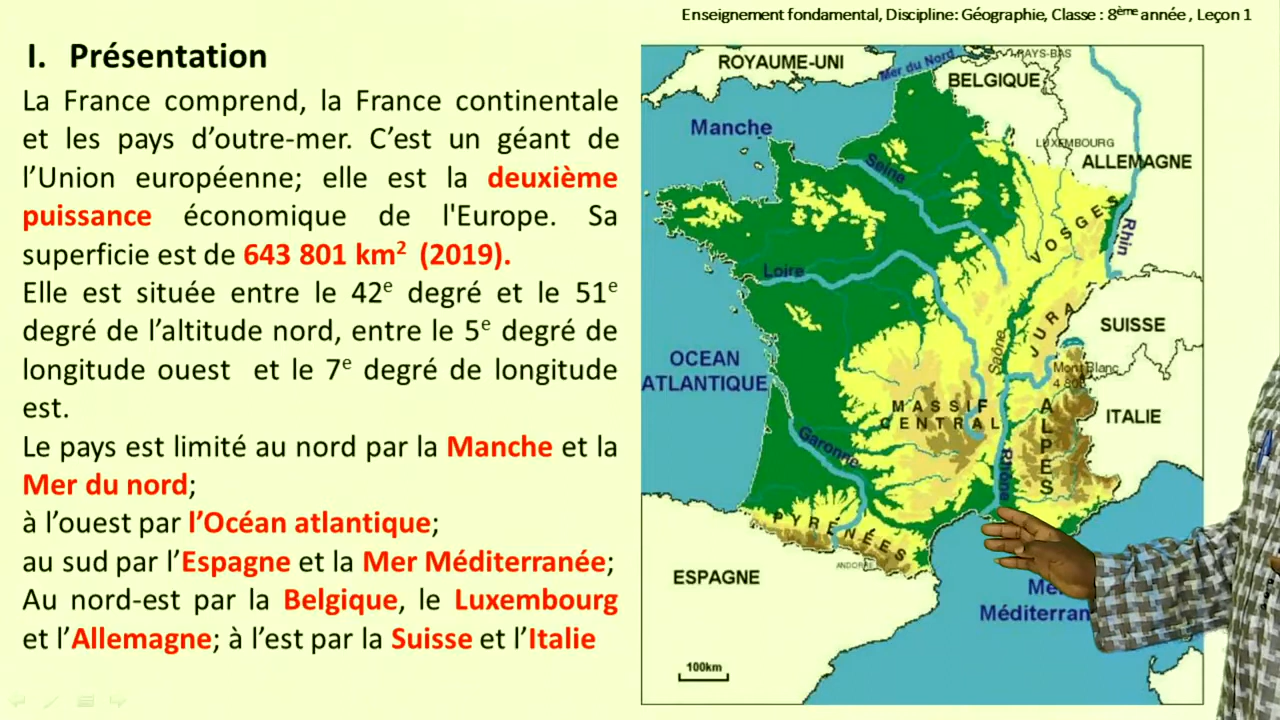 Enseignement fondamental, Discipline: Géographie, Classe : 8ème année , Leçon 1
I. Présentation
La France comprend, la France continentale
et les pays d’outre-mer. C’est un géant de
l’Union européenne; elle est la deuxième
puissance économique de l'Europe. Sa
superficie est de 643 801 km² (2019).
Elle est située entre le 42e degré et le 51e
degré de l’altitude nord, entre le 5e degré de
longitude ouest et le 7e degré de longitude
est.
Le pays est limité au nord par la Manche et la
Mer du nord;
à l’ouest par l’Océan atlantique;
au sud par l’Espagne et la Mer Méditerranée;
Au nord-est par la Belgique, le Luxembourg
et l’Allemagne; à l’est par la Suisse et l’Italie
ROYAUME-UNI
Mer du Nord
PAYS-BAS
BELGIQUE
Manche
LUXEMBOURG
ALLEMAGNE
Seine
VOSGES
Rhin
Loire
JURA
SUISSE
Saône
OCEAN
ATLANTIQUE
Mont Blanc
4 808
MASSIF
CENTRAL
ALPES
ITALIE
Garonne
Rhône
PYRÉNÉES
ANDORRE
ESPAGNE
Mer
Méditerran
100km